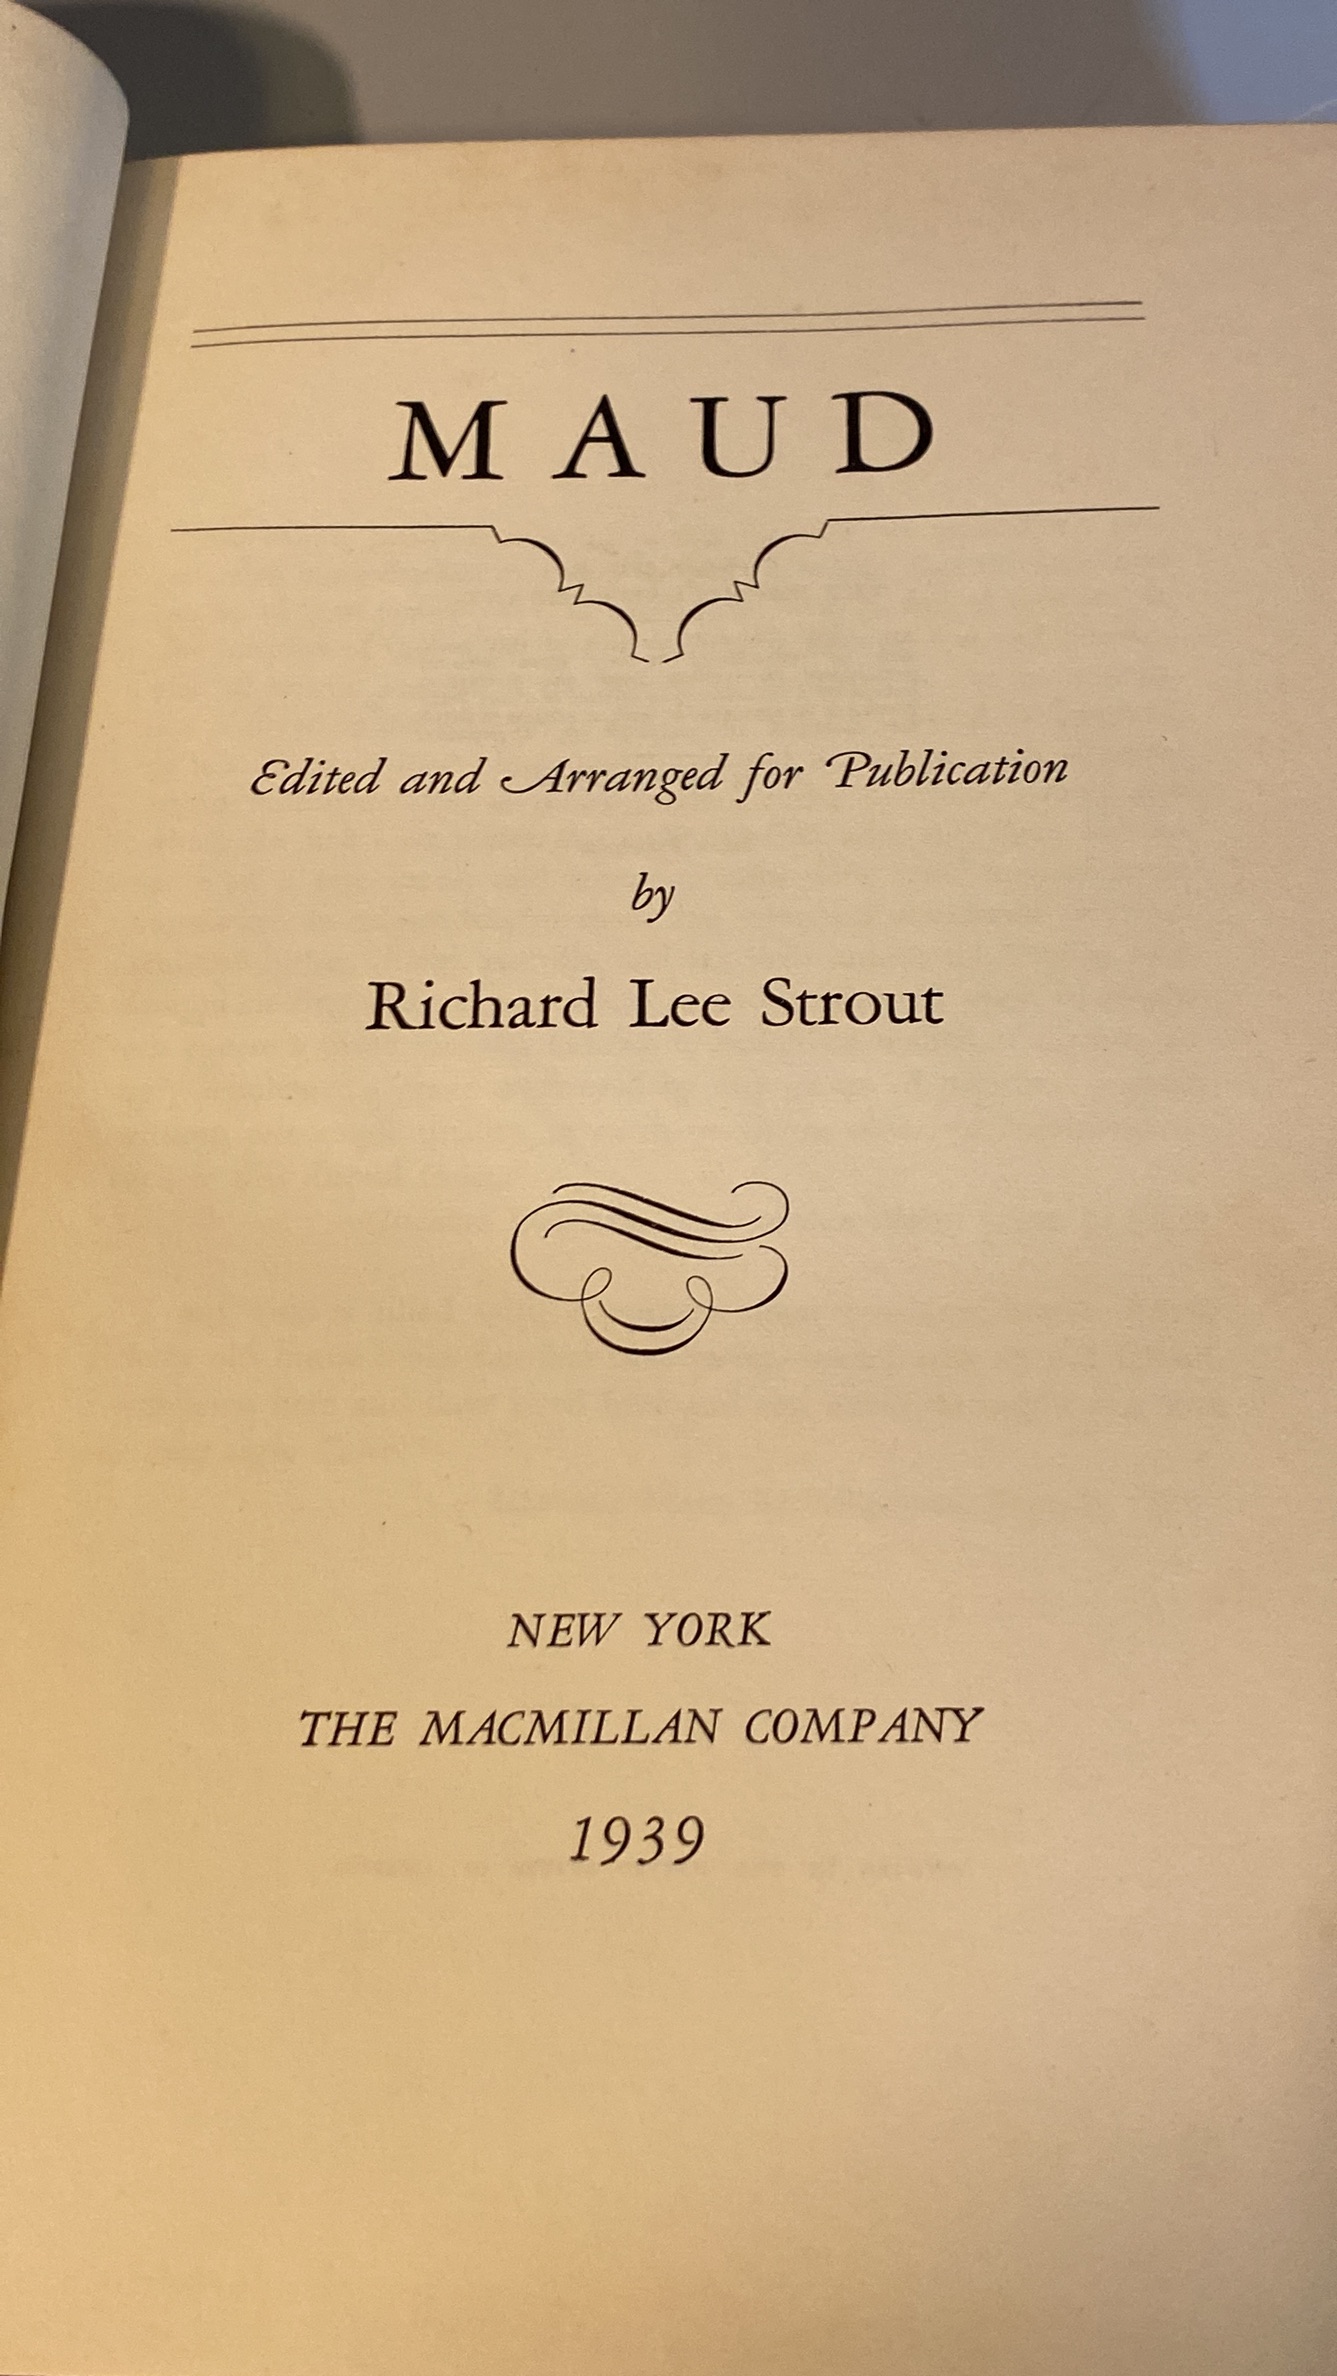 MAUD
Edited and Arranged for Publication
by
Richard Lee Strout
NEW YORK
THE MACMILLAN COMPANY
1939